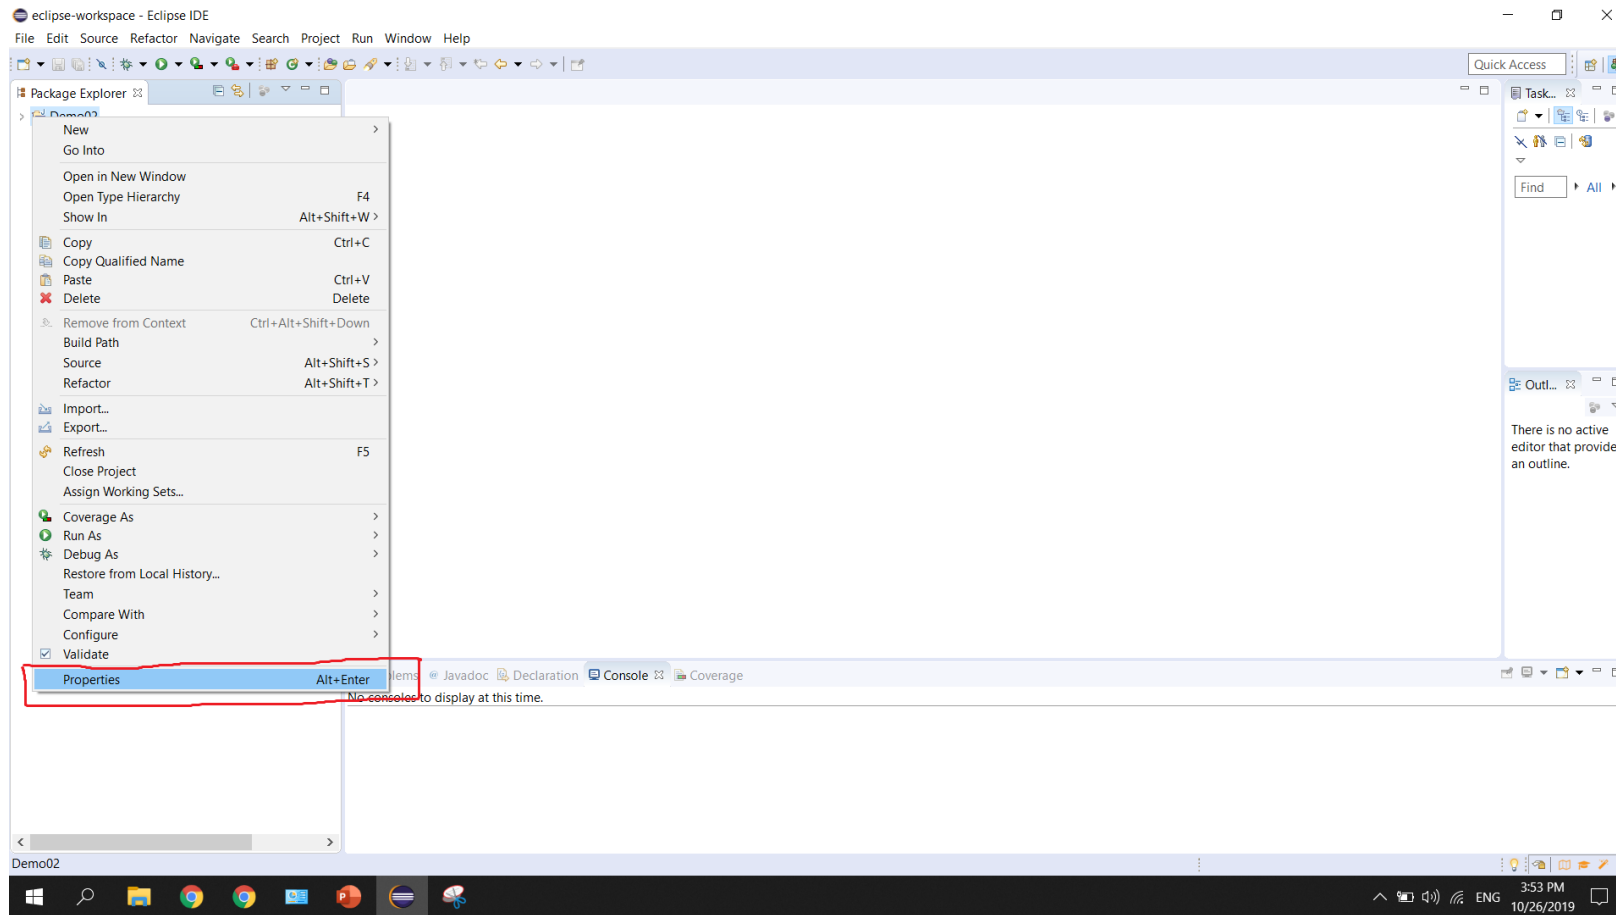 eclipse-workspace - Eclipse IDE
File Edit Source Refactor Navigate Search Project Run Window Help
Quick Access
Package Explorer
Task...
Demo02
New
Go Into
Open in New Window
Open Type Hierarchy F4
Show In Alt+Shift+W
Find All
Copy Ctrl+C
Copy Qualified Name
Paste Ctrl+V
Delete Delete
Remove from Context Ctrl+Alt+Shift+Down
Build Path
Source Alt+Shift+S
Refactor Alt+Shift+T
Outl...
Import...
Export...
There is no active
editor that provide
an outline.
Refresh F5
Close Project
Assign Working Sets...
Coverage As
Run As
Debug As
Restore from Local History...
Team
Compare With
Configure
Validate
Properties Alt+Enter
lems @ Javadoc Declaration Console Coverage
No consoles to display at this time.
Demo02
ENG
3:53 PM
10/26/2019